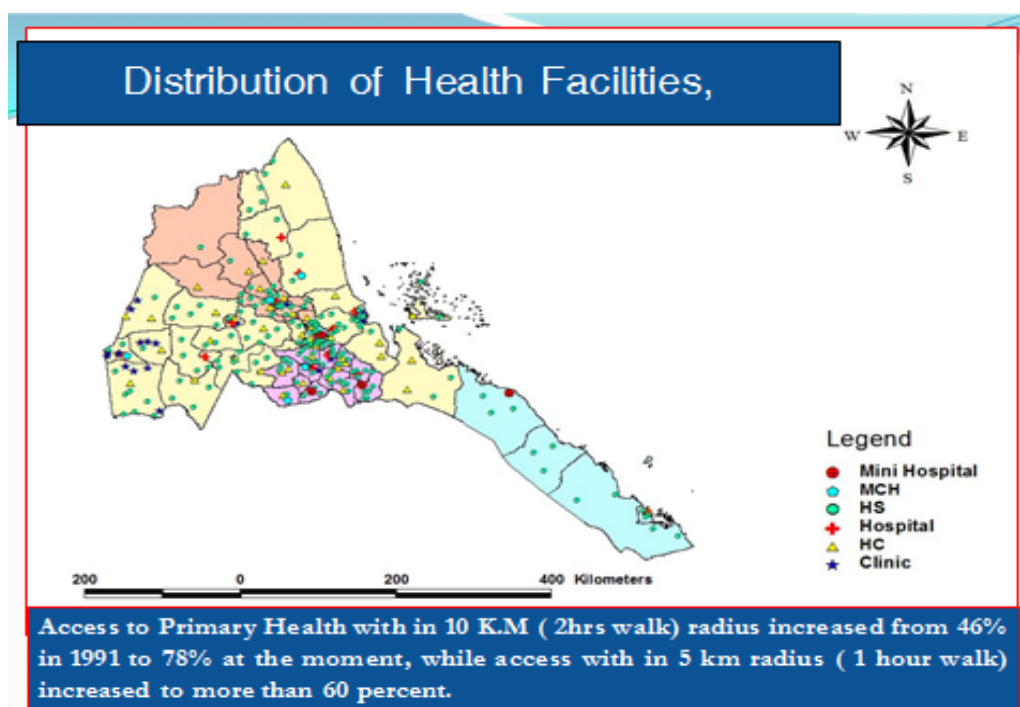 Distribution of Health Facilities,
N
W E
S
Legend
Mini Hospital
MCH
HS
Hospital
HC
Clinic
200 0 200 400 Kilometers
Access to Primary Health with in 10 K.M ( 2hrs walk) radius increased from 46%
in 1991 to 78% at the moment, while access with in 5 km radius ( 1 hour walk)
increased to more than 60 percent.